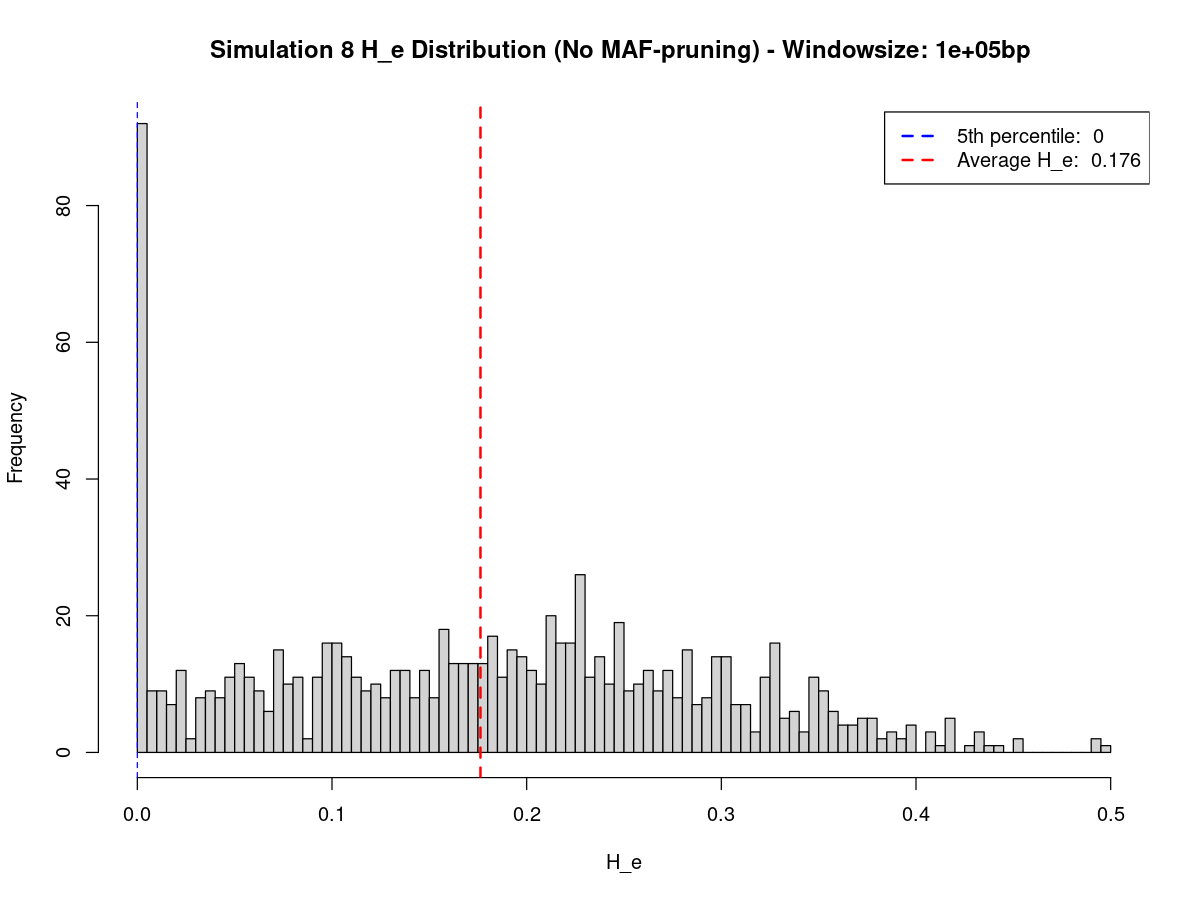 Simulation 8 H_e Distribution (No MAF-pruning) - Windowsize: 1e+05bp
5th percentile: 0
Average H_e: 0.176
Frequency
80
60
40
20
0
0.0 0.1 0.2 0.3 0.4 0.5
H_e